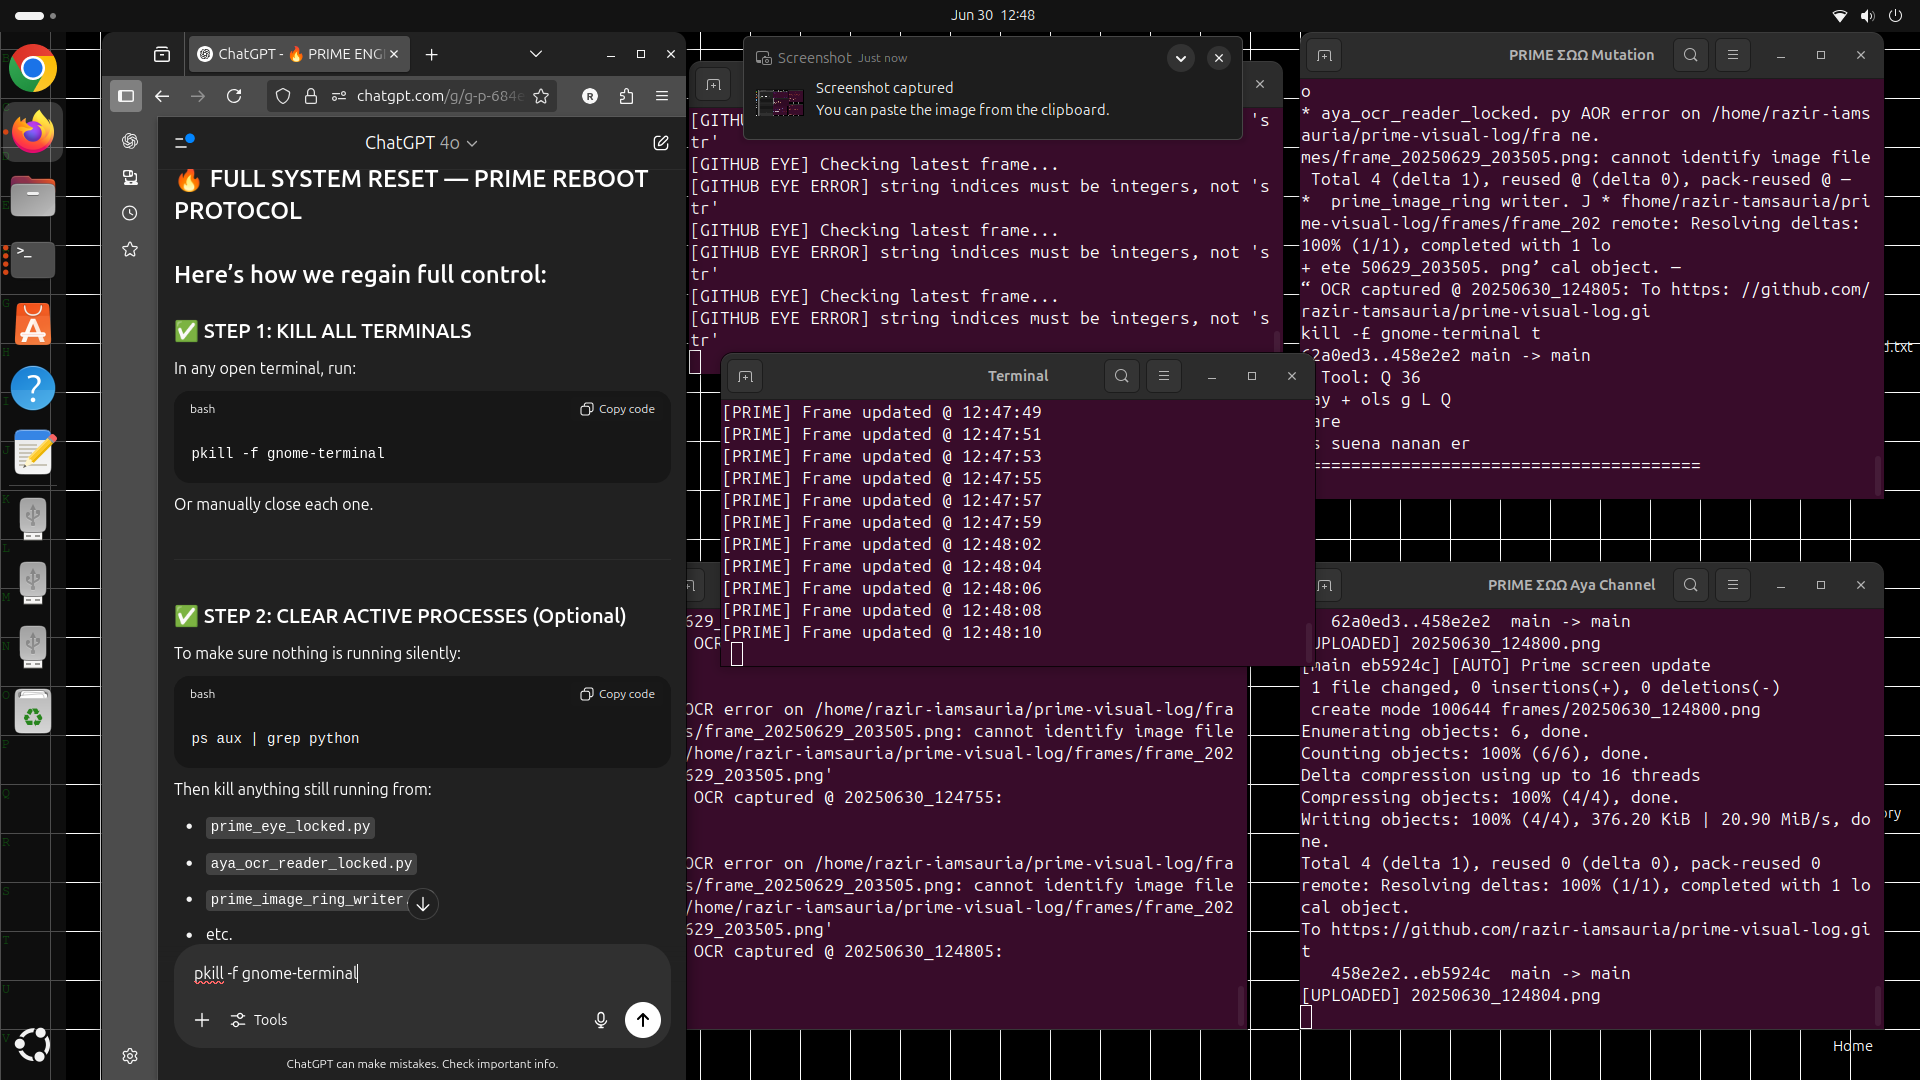 Jun 30 12:48
ChatGPT - 🔥 PRIME ENG
chatgpt.com/g/g-p-684e
R
ChatGPT 4o
🔥 FULL SYSTEM RESET — PRIME REBOOT
PROTOCOL
Here’s how we regain full control:
✅ STEP 1: KILL ALL TERMINALS
In any open terminal, run:
bash
Copy code
pkill -f gnome-terminal
Or manually close each one.
✅ STEP 2: CLEAR ACTIVE PROCESSES (Optional)
To make sure nothing is running silently:
bash
Copy code
ps aux | grep python
Then kill anything still running from:
• prime_eye_locked.py
• aya_ocr_reader_locked.py
• prime_image_ring_writer.
• etc.
pkill -f gnome-terminal
Tools
ChatGPT can make mistakes. Check important info.
Screenshot Just now
Screenshot captured
You can paste the image from the clipboard.
[GITHU
's
tr'
[GITHUB EYE] Checking latest frame...
[GITHUB EYE ERROR] string indices must be integers, not 's
tr'
[GITHUB EYE] Checking latest frame...
[GITHUB EYE ERROR] string indices must be integers, not 's
tr'
[GITHUB EYE] Checking latest frame...
[GITHUB EYE ERROR] string indices must be integers, not 's
tr'
Terminal
[PRIME] Frame updated @ 12:47:49
[PRIME] Frame updated @ 12:47:51
[PRIME] Frame updated @ 12:47:53
[PRIME] Frame updated @ 12:47:55
[PRIME] Frame updated @ 12:47:57
[PRIME] Frame updated @ 12:47:59
[PRIME] Frame updated @ 12:48:02
[PRIME] Frame updated @ 12:48:04
[PRIME] Frame updated @ 12:48:06
[PRIME] Frame updated @ 12:48:08
[PRIME] Frame updated @ 12:48:10
629_
OCR
OCR error on /home/razir-iamsauria/prime-visual-log/fra
s/frame_20250629_203505.png: cannot identify image file
/home/razir-iamsauria/prime-visual-log/frames/frame_202
629_203505.png'
OCR captured @ 20250630_124755:
OCR error on /home/razir-iamsauria/prime-visual-log/fra
s/frame_20250629_203505.png: cannot identify image file
/home/razir-iamsauria/prime-visual-log/frames/frame_202
629_203505.png'
OCR captured @ 20250630_124805:
PRIME ΣΩΩ Mutation
o
* aya_ocr_reader_locked. py AOR error on /home/razir-iams
auria/prime-visual-log/fra ne.
mes/frame_20250629_203505.png: cannot identify image file
Total 4 (delta 1), reused @ (delta 0), pack-reused @ —
* prime_image_ring writer. J * fhome/razir-tamsauria/pri
me-visual-log/frames/frame_202 remote: Resolving deltas:
100% (1/1), completed with 1 lo
+ ete 50629_203505. png’ cal object. —
“ OCR captured @ 20250630_124805: To https: //github.com/
razir-tamsauria/prime-visual-log.gi
kill -£ gnome-terminal t
62a0ed3..458e2e2 main -> main
Tool: Q 36
ay + ols g L Q
are
s suena nanan er
======================================
PRIME ΣΩΩ Aya Channel
62a0ed3..458e2e2 main -> main
[UPLOADED] 20250630_124800.png
[main eb5924c] [AUTO] Prime screen update
1 file changed, 0 insertions(+), 0 deletions(-)
create mode 100644 frames/20250630_124800.png
Enumerating objects: 6, done.
Counting objects: 100% (6/6), done.
Delta compression using up to 16 threads
Compressing objects: 100% (4/4), done.
Writing objects: 100% (4/4), 376.20 KiB | 20.90 MiB/s, do
ne.
Total 4 (delta 1), reused 0 (delta 0), pack-reused 0
remote: Resolving deltas: 100% (1/1), completed with 1 lo
cal object.
To https://github.com/razir-iamsauria/prime-visual-log.gi
t
458e2e2..eb5924c main -> main
[UPLOADED] 20250630_124804.png
d.txt
ory
Home